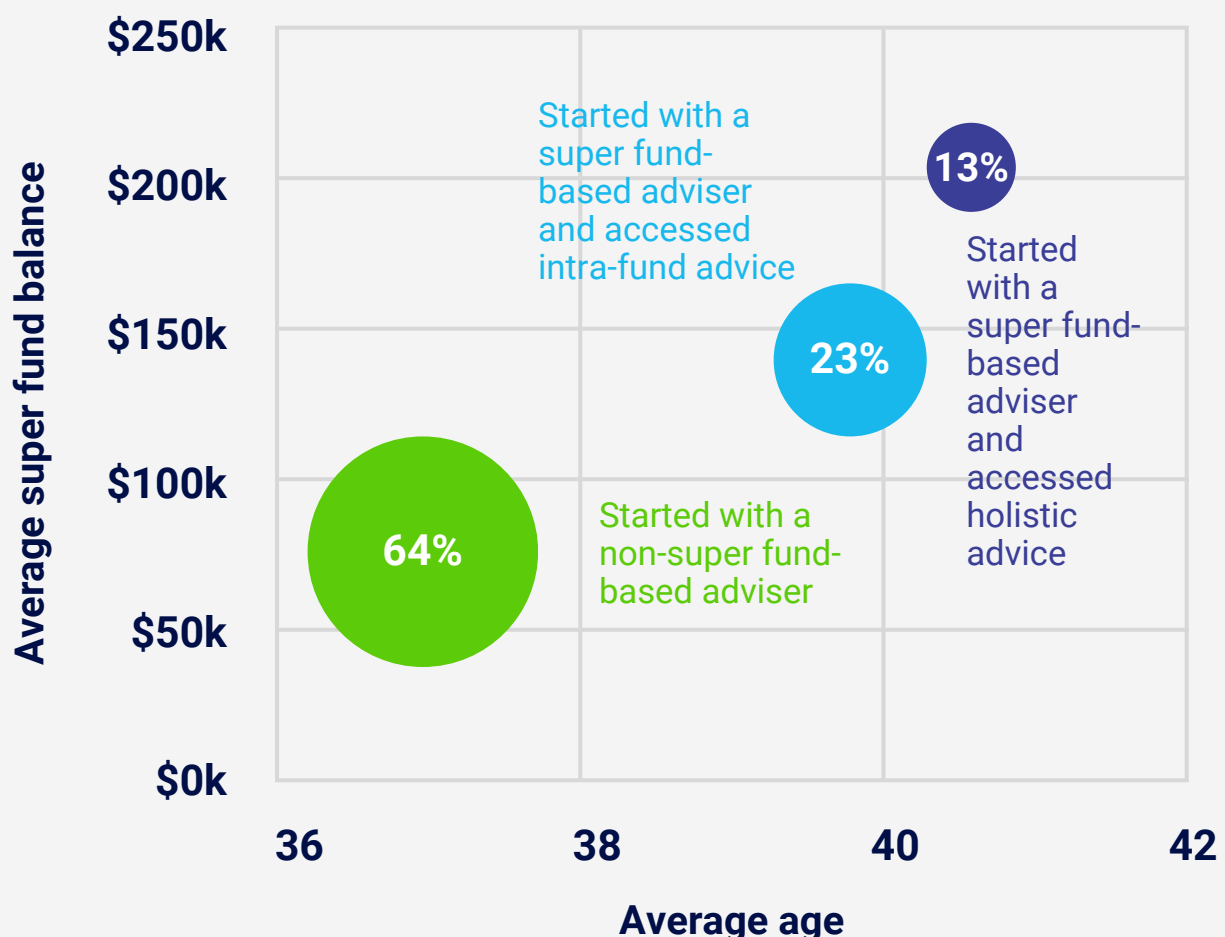 $250k
$200k
$150k
$100k
$50k
$0k
Average super fund balance
Started with a
super fund-
based adviser
and accessed
intra-fund advice
13%
Started
with a
super fund-
based
adviser
and
accessed
holistic
advice
23%
64%
Started with a
non-super fund-
based adviser
36
38
40
42
Average age